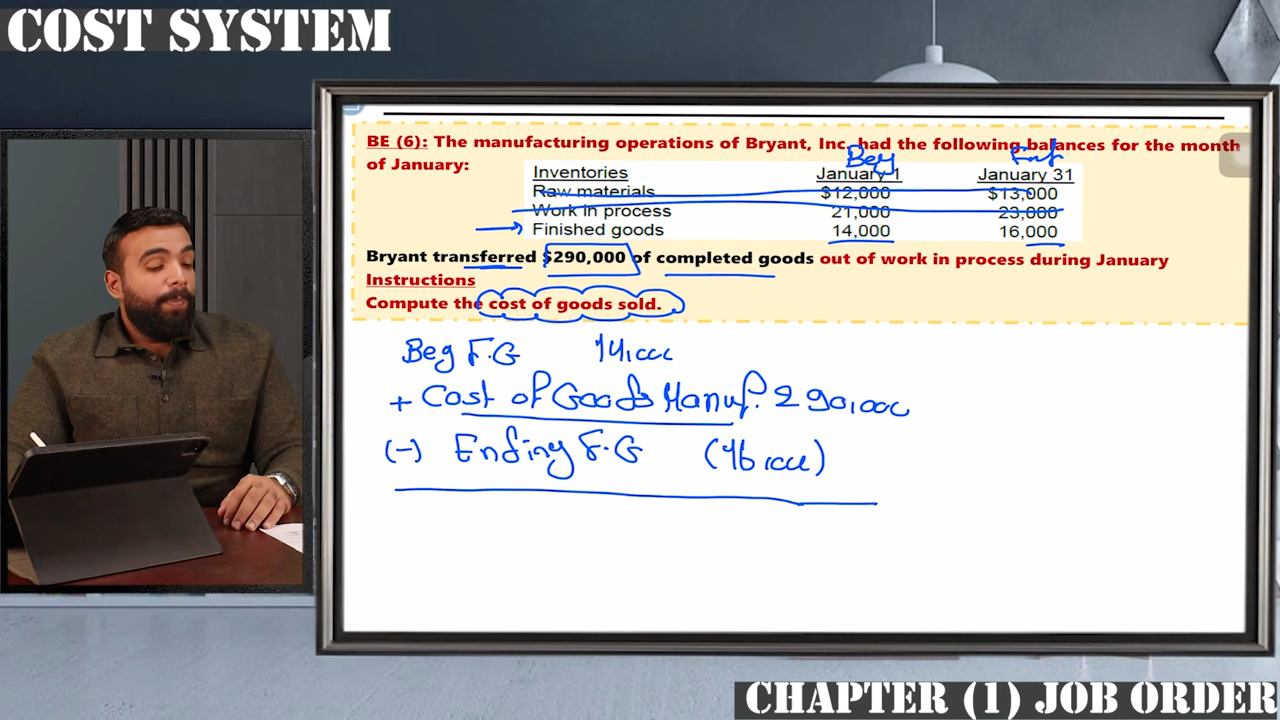 COST SYSTEM
BE (6): The manufacturing operations of Bryant, Inc. had the following balances for the month
of January:
Beg End
Inventories January 1 January 31
Raw materials $12,000 $13,000
Work in process 21,000 23,000
Finished goods 14,000 16,000
Bryant transferred $290,000 of completed goods out of work in process during January
Instructions
Compute the cost of goods sold.
Beg F.G 14,000
+ Cost of Goods Manuf. 290,000
(-) Ending F.G (16,000)
CHAPTER (1) JOB ORDER